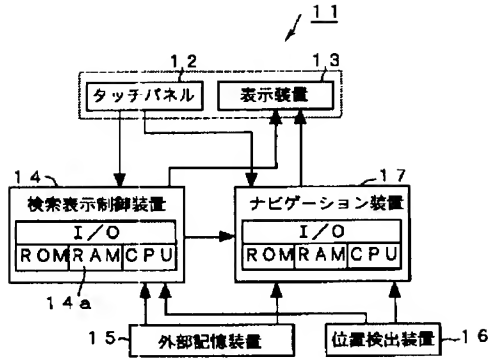 11
12
13
タッチパネル
表示装置
14
17
検索表示制御装置
ナビゲーション装置
I/O
I/O
ROM RAM CPU
ROM RAM CPU
14a
15
外部記憶装置
位置検出装置
16